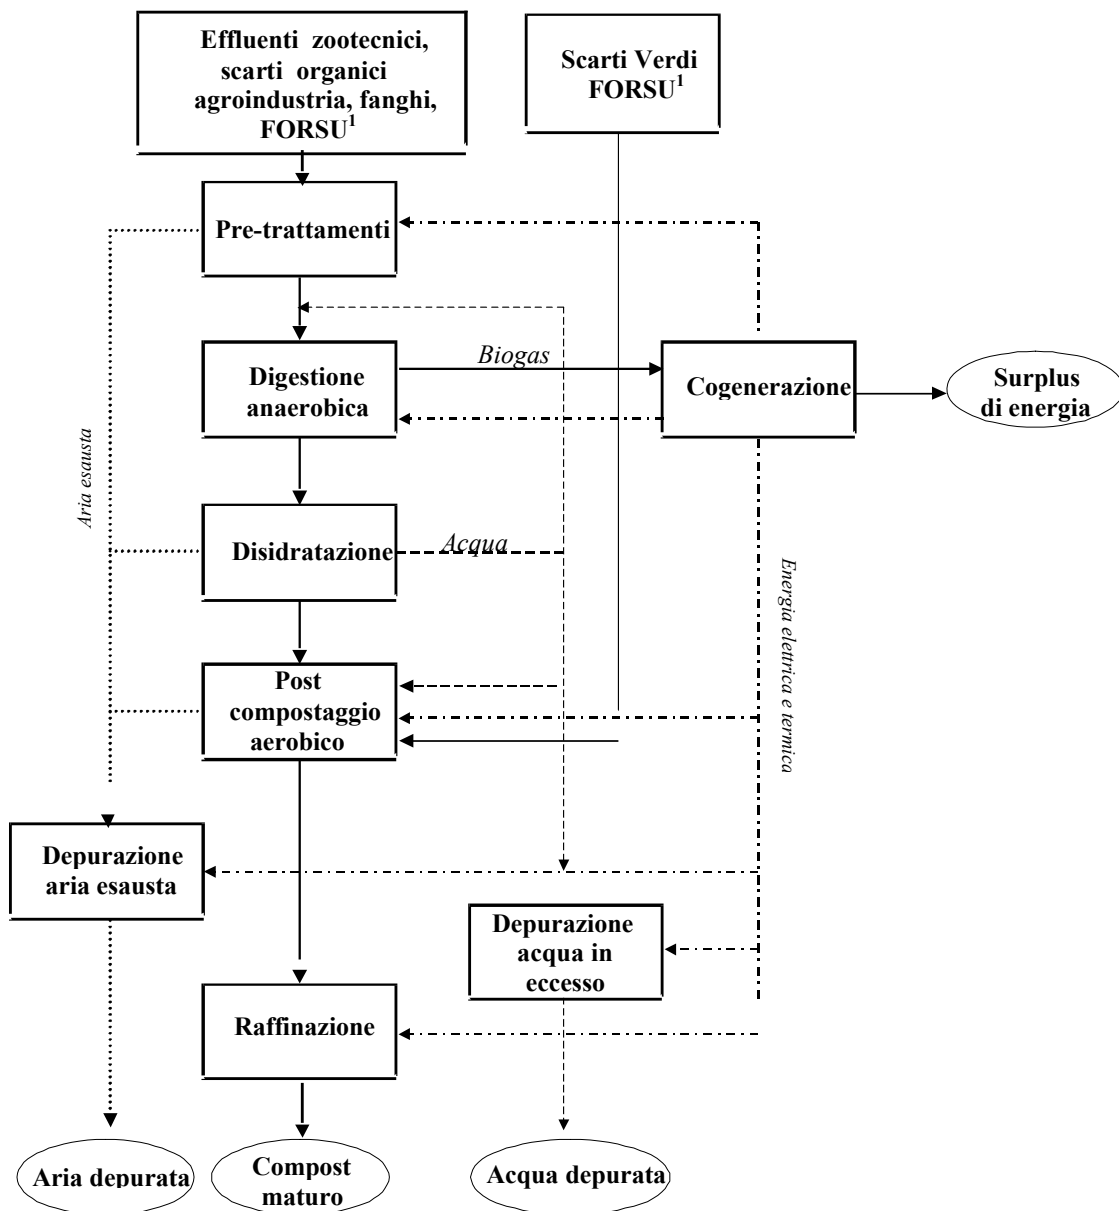 Effluenti zootecnici,
scarti organici
agroindustria, fanghi,
FORSU¹
Scarti Verdi
FORSU¹
Pre-trattamenti
Biogas
Digestione
anaerobica
Cogenerazione
Surplus
di energia
Aria esausta
Disidratazione
Acqua
Energia elettrica e termica
Post
compostaggio
aerobico
Depurazione
aria esausta
Depurazione
acqua in
eccesso
Raffinazione
Aria depurata
Compost
maturo
Acqua depurata